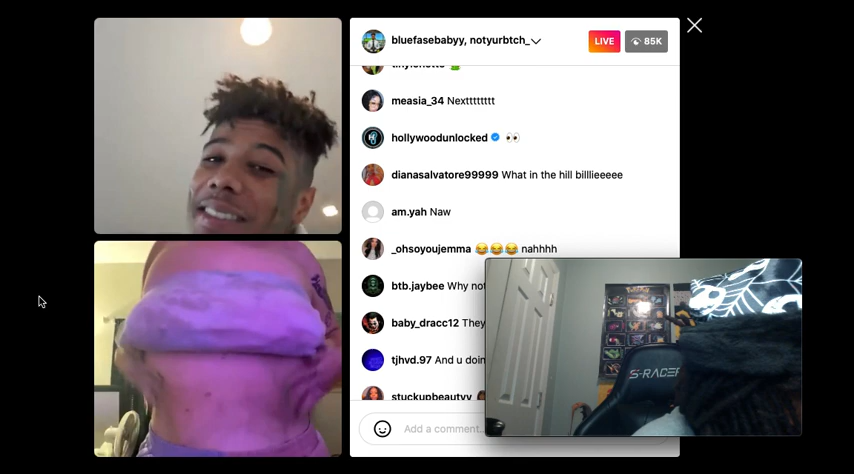 bluefasebabyy, notyurbtch_
LIVE
85K
measia_34 Nexttttttt
hollywoodunlocked 👀
dianasalvatore99999 What in the hill billlieeeee
am.yah Naw
_ohsoyoujemma 😂😂😂 nahhhh
btb.jaybee Why not
baby_dracc12 They
tjhvd.97 And u doin
stuckupbeautyy
Add a comment...
S-RACER